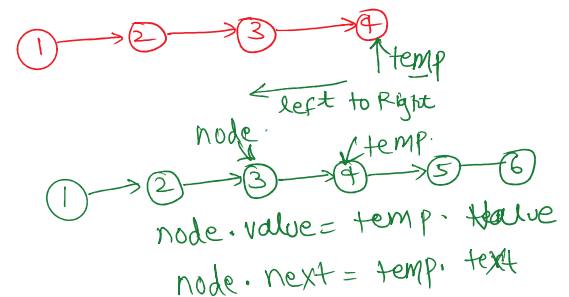 1 2 3 4
temp
left to Right
node.
temp.
1 2 3 4 5 6
node.value = temp.value
node.next = temp.text